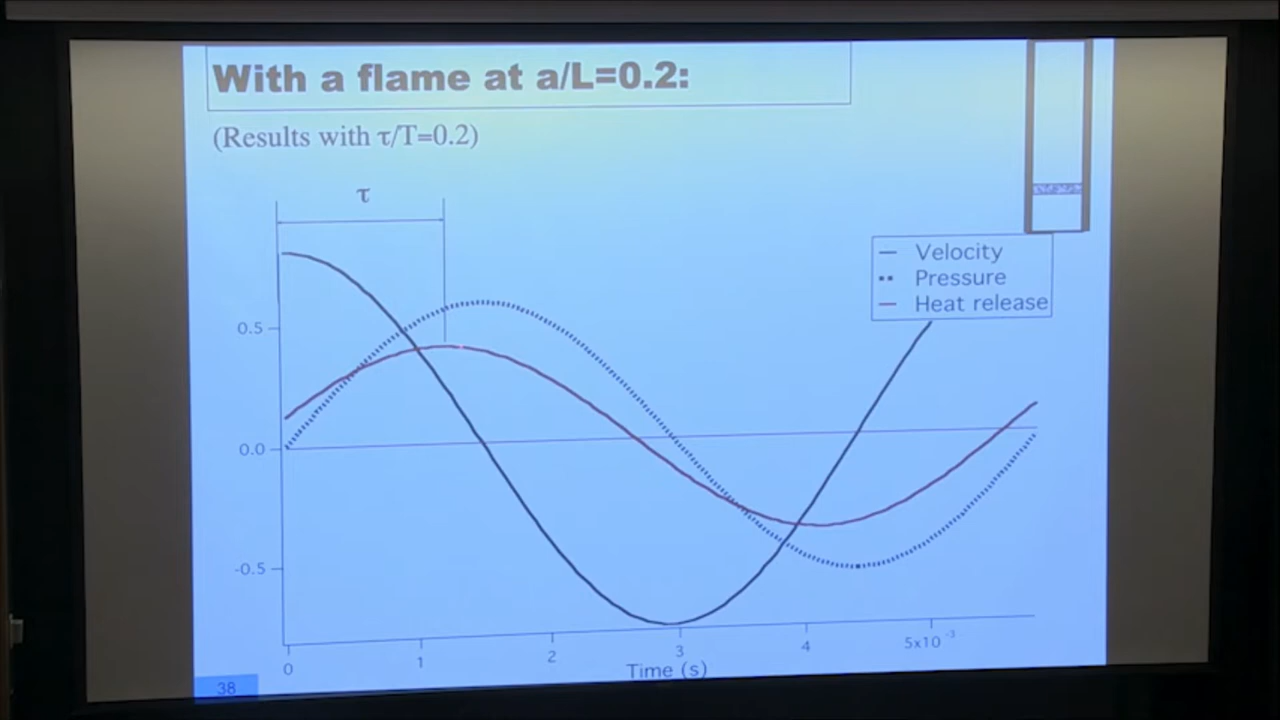 With a flame at a/L=0.2:
(Results with τ/T=0.2)
τ
Velocity
Pressure
Heat release
0.5
0.0
-0.5
0
1
2
3
4
5x10 -3
Time (s)
38